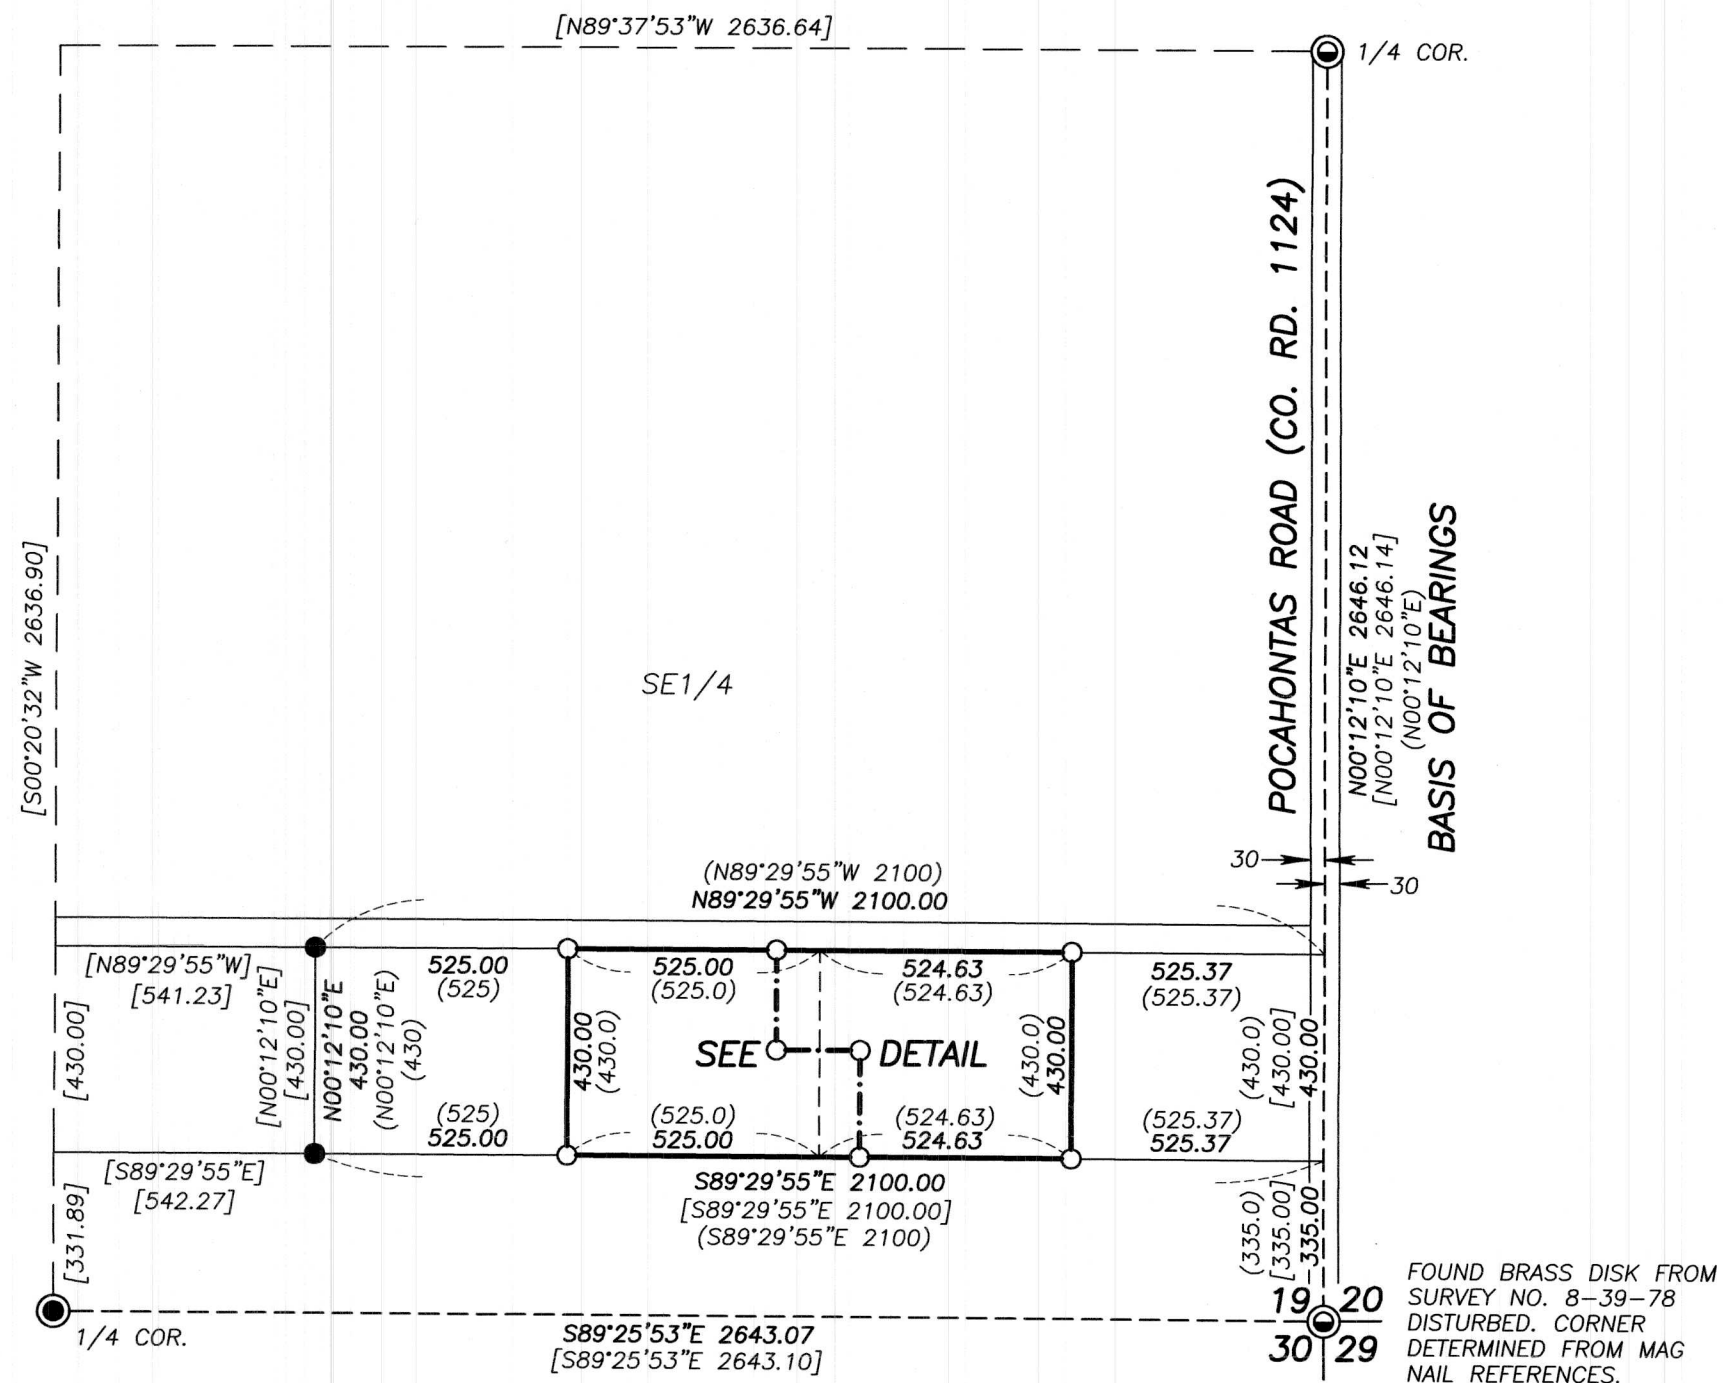 [N89°37'53"W 2636.64]
1/4 COR.
POCAHONTAS ROAD (CO. RD. 1124)
[S00°20'32"W 2636.90]
N00°12'10"E 2646.12
[N00°12'10"E 2646.14]
(N00°12'10"E)
BASIS OF BEARINGS
SE1/4
30
30
(N89°29'55"W 2100)
N89°29'55"W 2100.00
[N89°29'55"W]
[541.23]
525.00
(525)
525.00
(525.0)
524.63
(524.63)
525.37
(525.37)
[430.00]
[N00°12'10"E]
[430.00]
N00°12'10"E
430.00
(N00°12'10"E)
(430)
430.00
(430.0)
SEE DETAIL
(430.0)
430.00
(430.0)
[430.00]
430.00
(525)
525.00
(525.0)
525.00
(524.63)
524.63
(525.37)
525.37
[S89°29'55"E]
[542.27]
S89°29'55"E 2100.00
[S89°29'55"E 2100.00]
(S89°29'55"E 2100)
[331.89]
(335.0)
[335.00]
335.00
1/4 COR.
S89°25'53"E 2643.07
[S89°25'53"E 2643.10]
19 20
30 29
FOUND BRASS DISK FROM
SURVEY NO. 8-39-78
DISTURBED. CORNER
DETERMINED FROM MAG
NAIL REFERENCES.